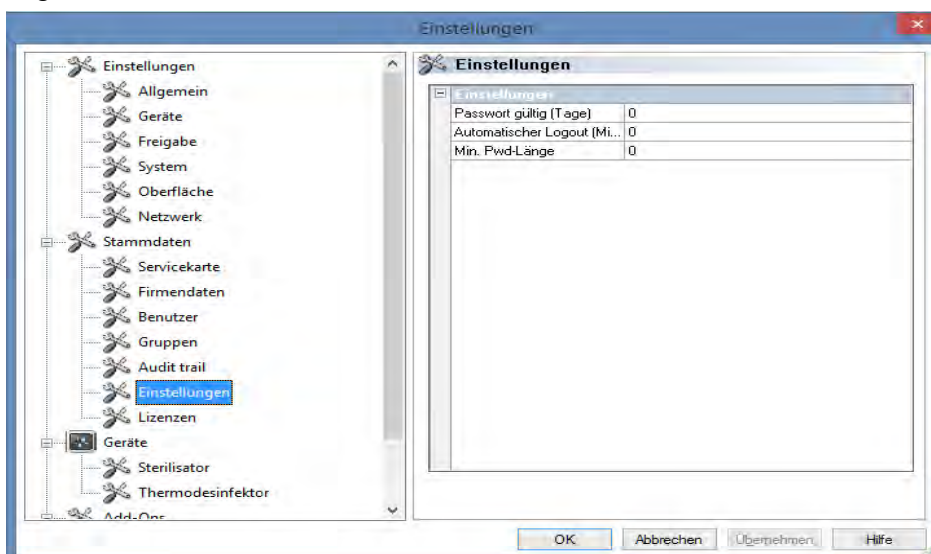 Einstellungen
Einstellungen
Allgemein
Geräte
Freigabe
System
Oberfläche
Netzwerk
Stammdaten
Servicekarte
Firmendaten
Benutzer
Gruppen
Audit trail
Einstellungen
Lizenzen
Geräte
Sterilisator
Thermodesinfektor
Add-Ons
Einstellungen
Einstellungen
Passwort gültig (Tage) 0
Automatischer Logout (Mi... 0
Min. Pwd-Länge 0
OK Abbrechen Übernehmen Hilfe